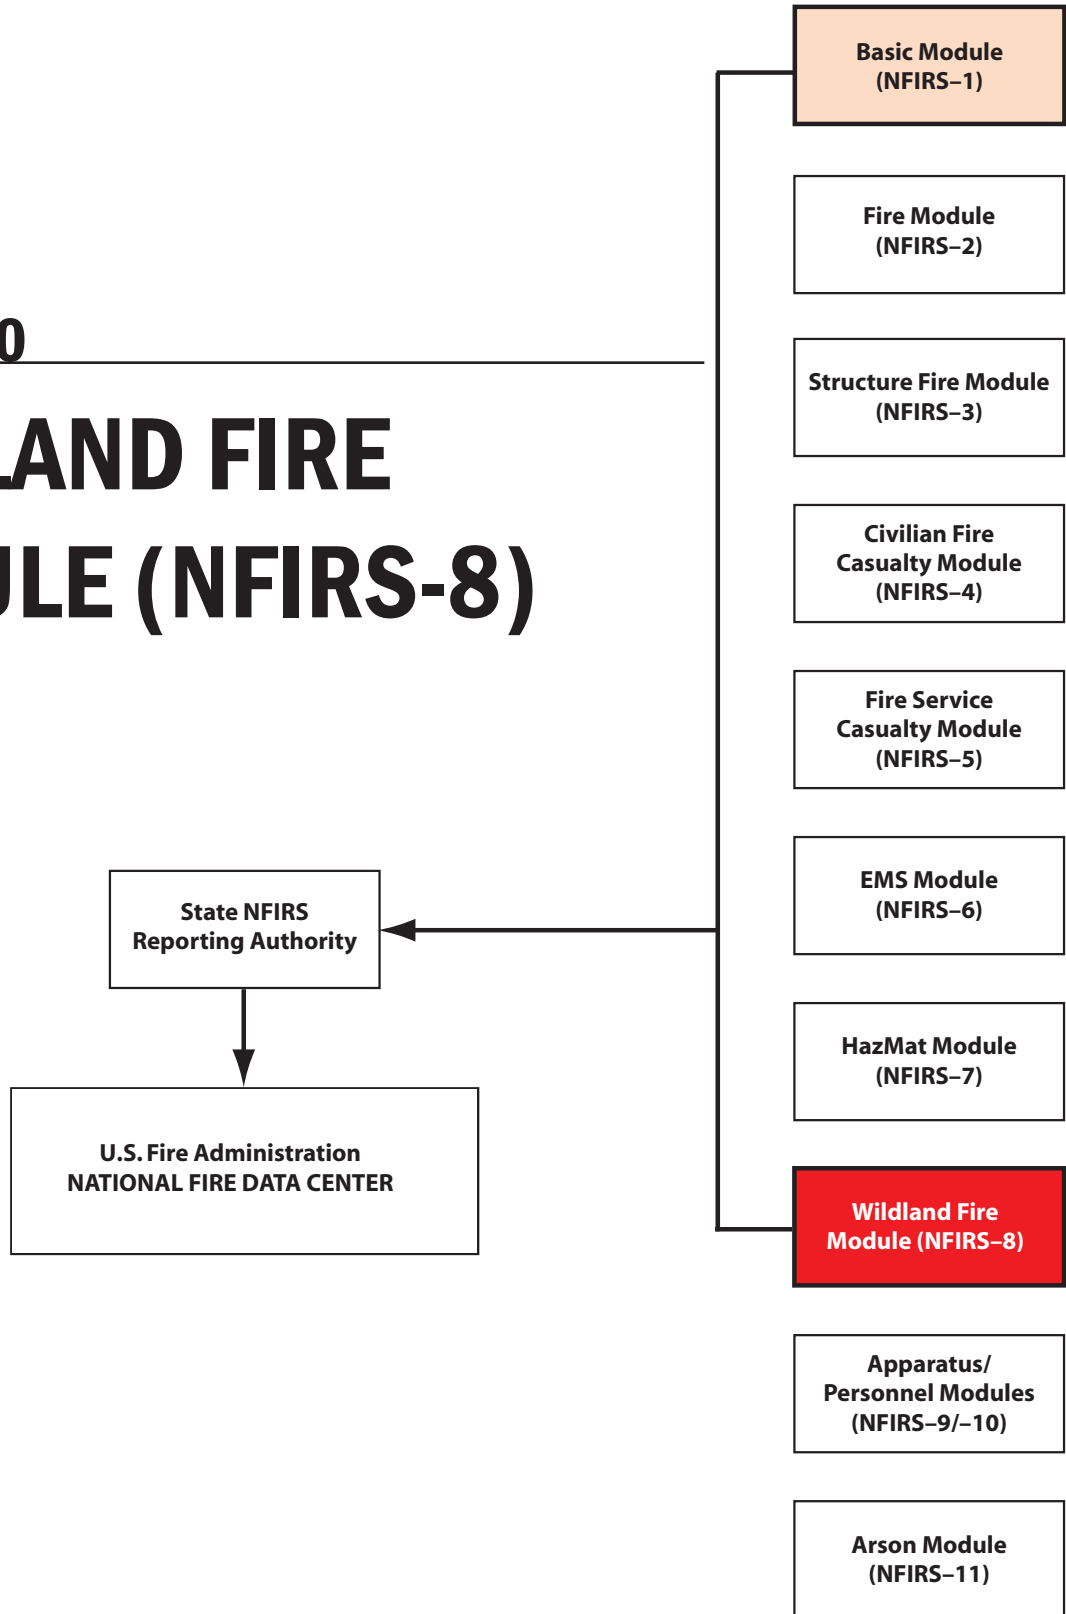 0
LAND FIRE
ULE (NFIRS-8)
Basic Module
(NFIRS–1)
Fire Module
(NFIRS–2)
Structure Fire Module
(NFIRS–3)
Civilian Fire
Casualty Module
(NFIRS–4)
Fire Service
Casualty Module
(NFIRS–5)
EMS Module
(NFIRS–6)
HazMat Module
(NFIRS–7)
Wildland Fire
Module (NFIRS–8)
Apparatus/
Personnel Modules
(NFIRS–9/–10)
Arson Module
(NFIRS–11)
State NFIRS
Reporting Authority
U.S. Fire Administration
NATIONAL FIRE DATA CENTER